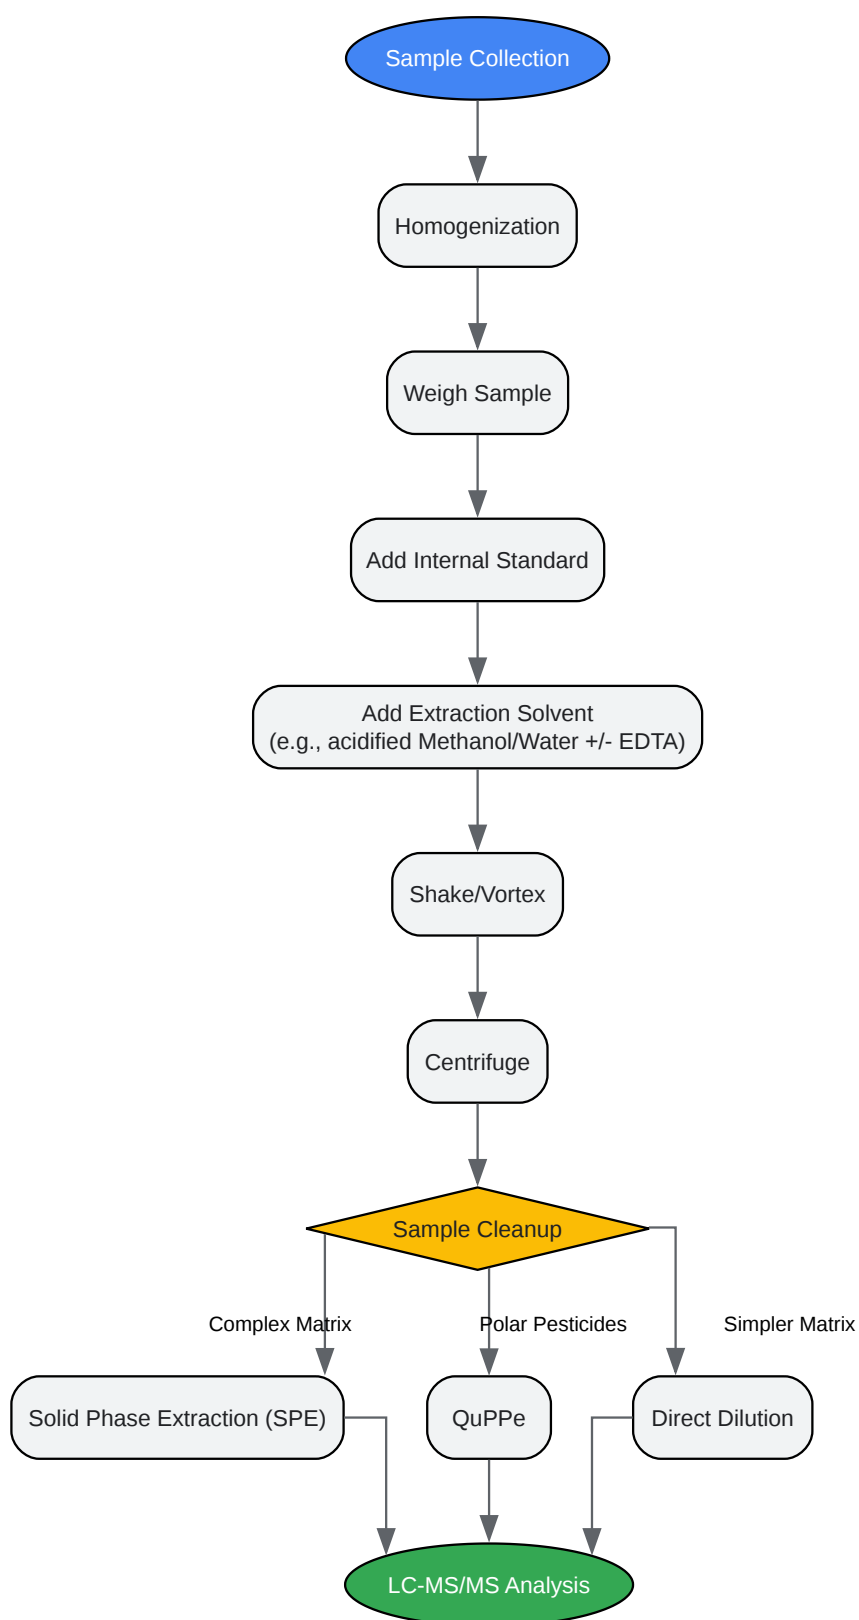 Sample Collection
Homogenization
Weigh Sample
Add Internal Standard
Add Extraction Solvent
(e.g., acidified Methanol/Water +/- EDTA)
Shake/Vortex
Centrifuge
Sample Cleanup
Complex Matrix
Polar Pesticides
Simpler Matrix
Solid Phase Extraction (SPE)
QuPPe
Direct Dilution
LC-MS/MS Analysis